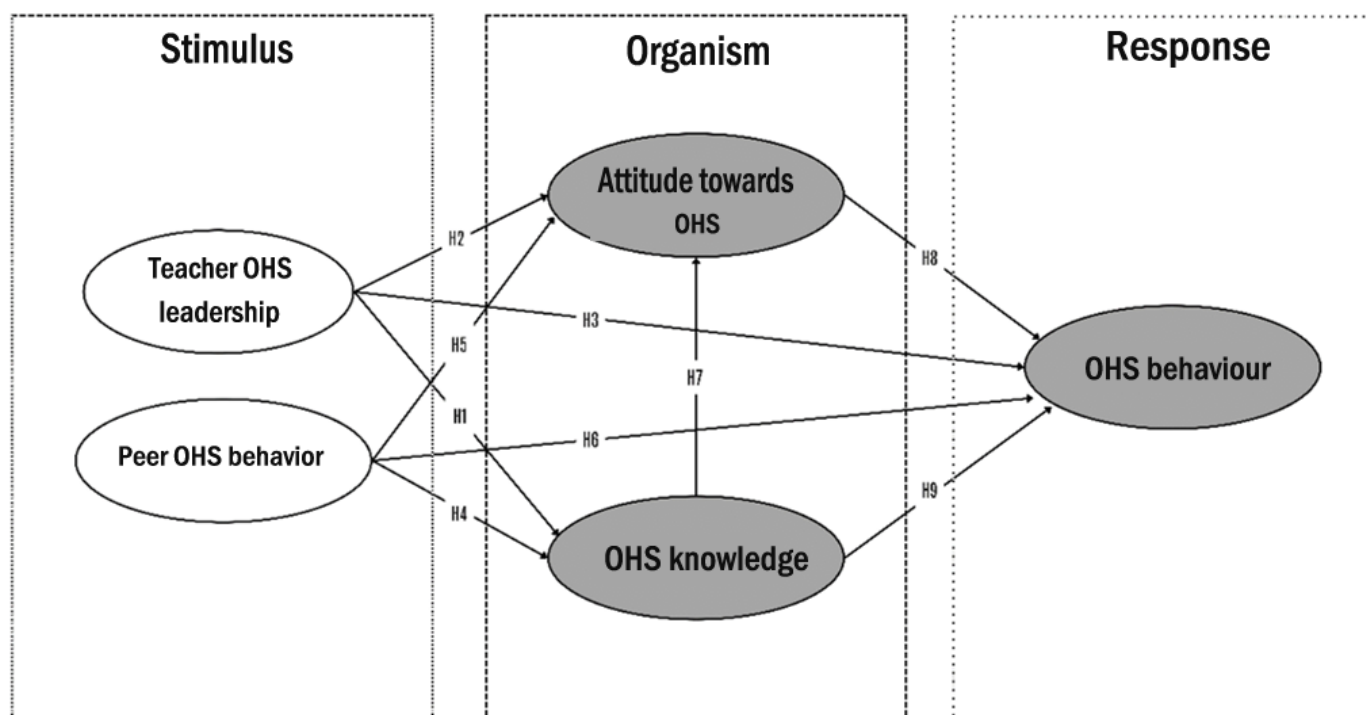 Stimulus
Organism
Response
Attitude towards
OHS
Teacher OHS
leadership
Peer OHS behavior
OHS knowledge
OHS behaviour
H2
H3
H5
H1
H4
H6
H7
H8
H9